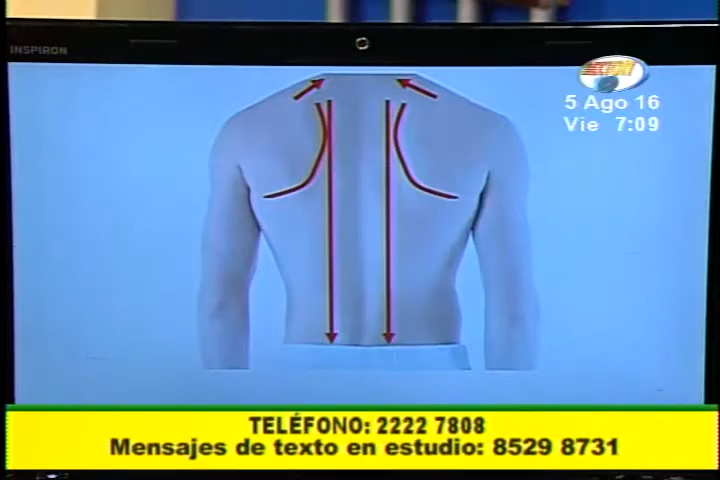 INSPIRON
5 Ago 16
Vie 7:09
TELÉFONO: 2222 7808
Mensajes de texto en estudio: 8529 8731